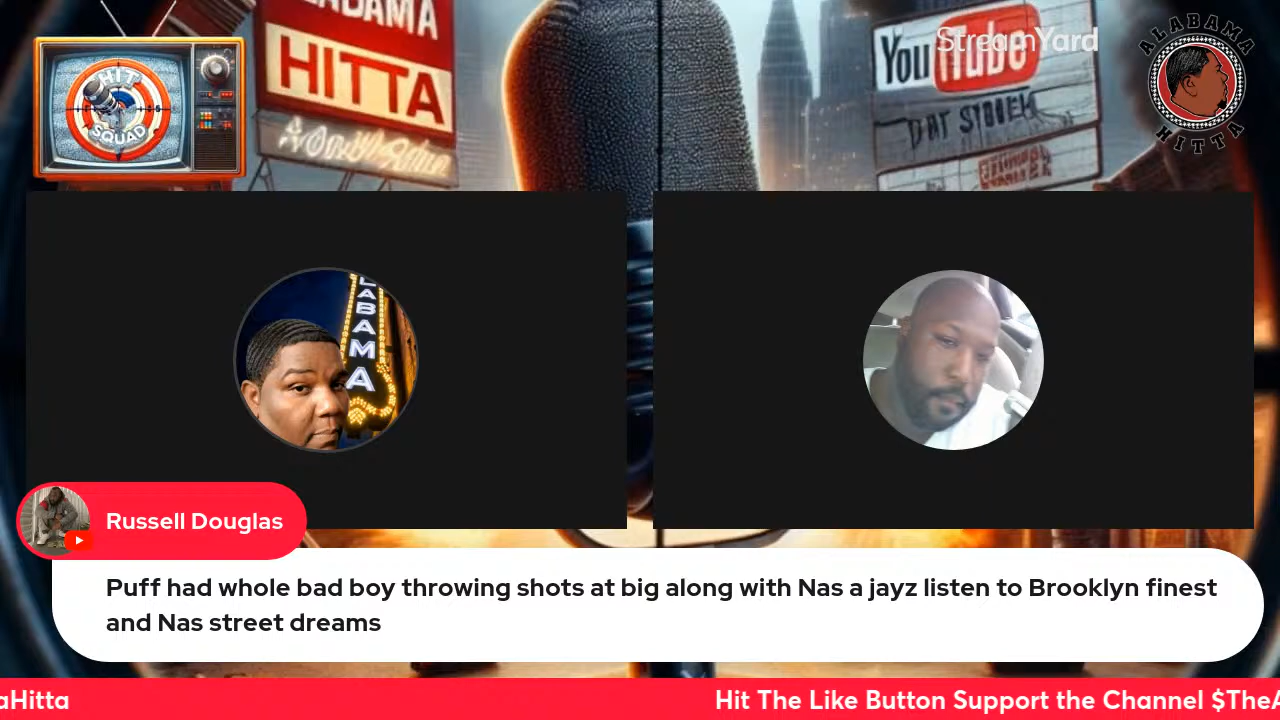 ALABAMA
HITTA
HIT
SQUAD
YouTube
StreamYard
ALABAMA
HITTA
LABAMA
Russell Douglas
Puff had whole bad boy throwing shots at big along with Nas a jayz listen to Brooklyn finest
and Nas street dreams
aHitta
Hit The Like Button Support the Channel $TheA